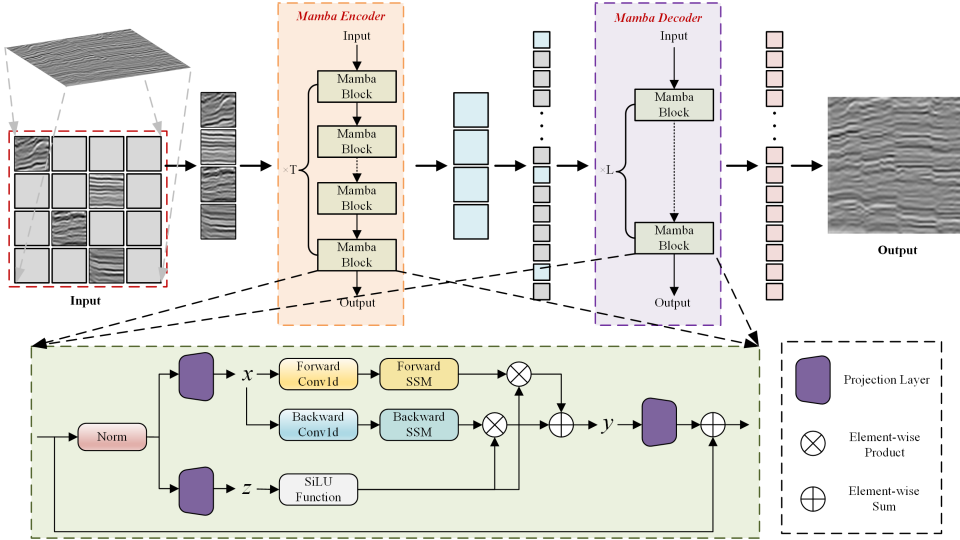 Mamba Encoder
Input
Mamba
Block
Mamba
Block
×T
Mamba
Block
Mamba
Block
Output
Mamba Decoder
Input
Mamba
Block
×L
Mamba
Block
Output
Input
Output
Norm
x
Forward
Conv1d
Forward
SSM
Backward
Conv1d
Backward
SSM
y
z
SiLU
Function
Projection Layer
Element-wise
Product
Element-wise
Sum